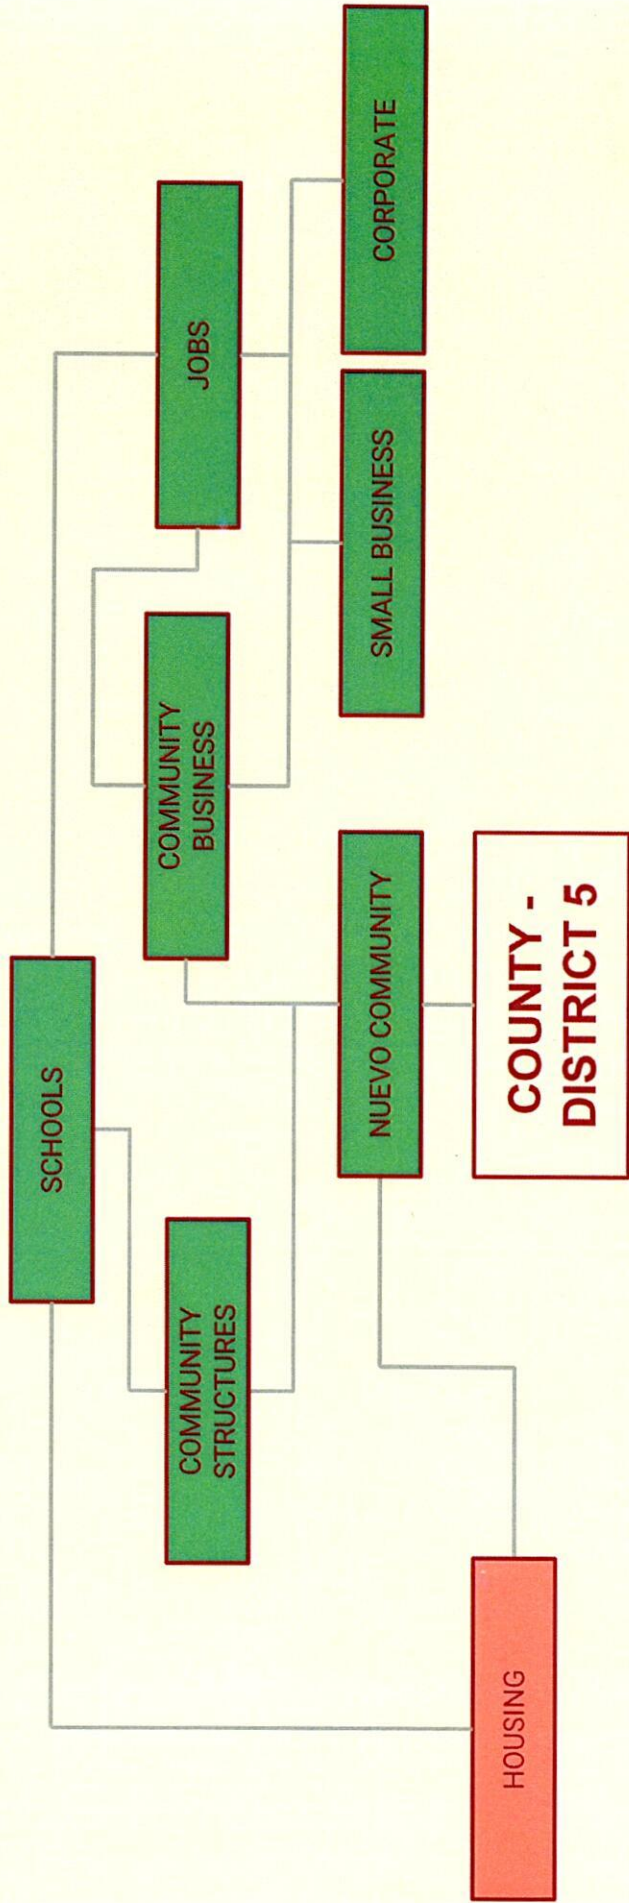 SCHOOLS
COMMUNITY
STRUCTURES
COMMUNITY
BUSINESS
JOBS
NUEVO COMMUNITY
SMALL BUSINESS
CORPORATE
HOUSING
COUNTY -
DISTRICT 5